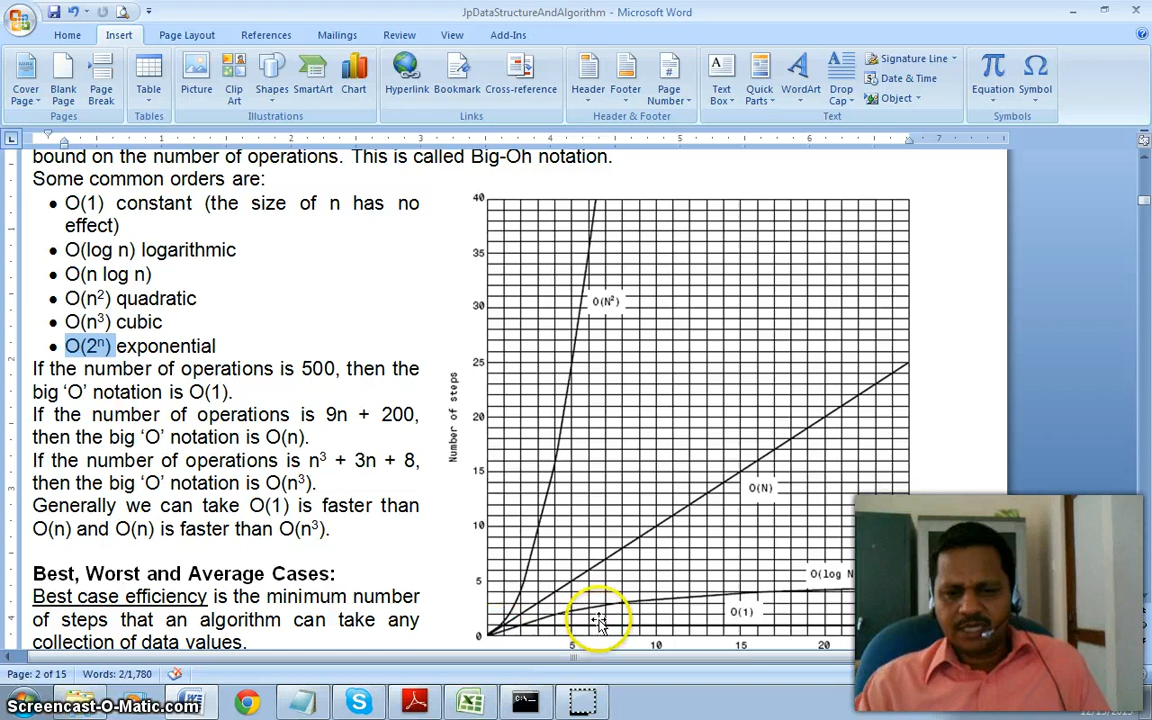 JpDataStructureAndAlgorithm - Microsoft Word
Home Insert Page Layout References Mailings Review View Add-Ins
Cover Page Blank Page Page Break Table Picture Clip Art Shapes SmartArt Chart Hyperlink Bookmark Cross-reference Header Footer Page Number Text Box Quick Parts WordArt Drop Cap Signature Line Date & Time Object Equation Symbol
Pages Tables Illustrations Links Header & Footer Text Symbols
1 2 3 4 5 6 7
bound on the number of operations. This is called Big-Oh notation.
Some common orders are:
• O(1) constant (the size of n has no
effect)
• O(log n) logarithmic
• O(n log n)
• O(n²) quadratic
• O(n³) cubic
• O(2ⁿ) exponential
If the number of operations is 500, then the
big ‘O’ notation is O(1).
If the number of operations is 9n + 200,
then the big ‘O’ notation is O(n).
If the number of operations is n³ + 3n + 8,
then the big ‘O’ notation is O(n³).
Generally we can take O(1) is faster than
O(n) and O(n) is faster than O(n³).
Best, Worst and Average Cases:
Best case efficiency is the minimum number
of steps that an algorithm can take any
collection of data values.
40
35
30
25
20
15
10
5
0
Number of steps
O(N²)
O(N)
O(log N
O(1)
5 10 15 20
Page: 2 of 15 Words: 2/1,780
Screencast-O-Matic.com